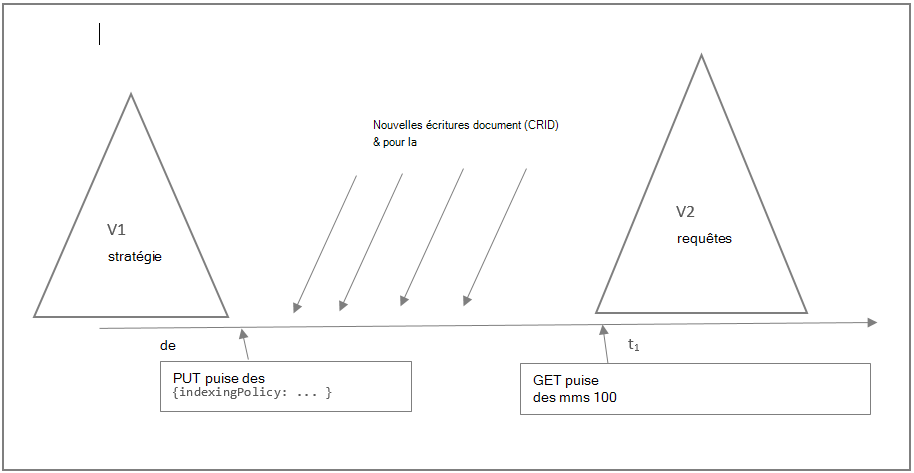 Nouvelles écritures document (CRID)
& pour la
V1
stratégie
V2
requêtes
de
t₁
PUT puise des
{indexingPolicy: ... }
GET puise
des mms 100